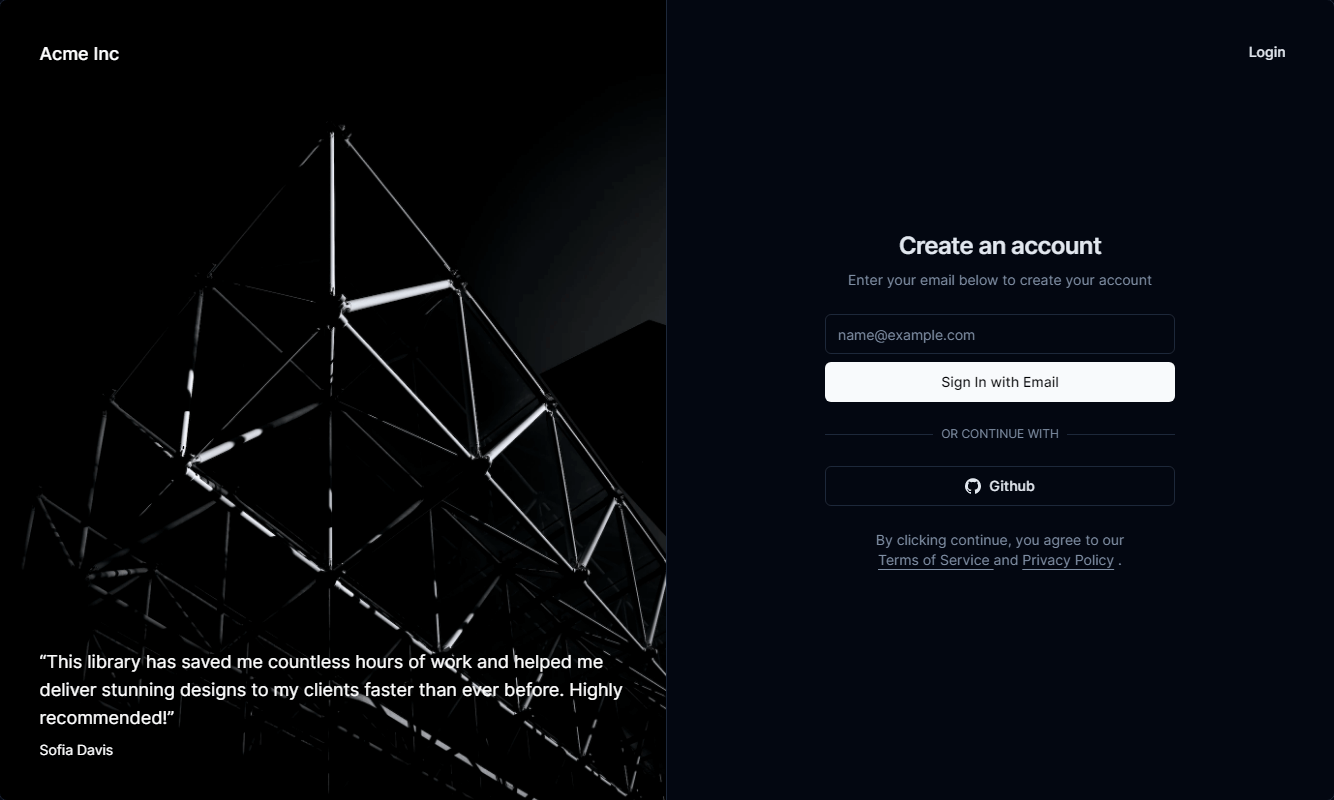 Acme Inc
“This library has saved me countless hours of work and helped me
deliver stunning designs to my clients faster than ever before. Highly
recommended!”
Sofia Davis
Login
Create an account
Enter your email below to create your account
name@example.com
Sign In with Email
OR CONTINUE WITH
Github
By clicking continue, you agree to our
Terms of Service and Privacy Policy .